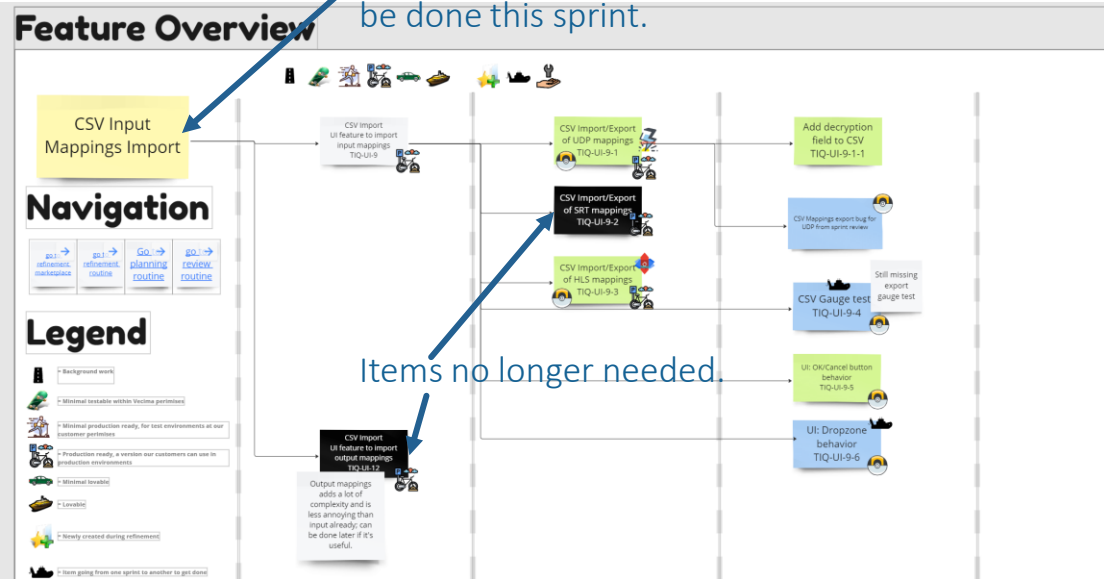 be done this sprint.
Feature Overview
CSV Input
Mappings Import
CSV Import
UI feature to import
input mappings
TIQ-UI-9
CSV Import/Export
of UDP mappings
TIQ-UI-9-1
Add decryption
field to CSV
TIQ-UI-9-1-1
Navigation
go to
refinement
marketplace
go to
refinement
routine
Go to
planning
routine
go to
review
routine
CSV Import/Export
of SRT mappings
TIQ-UI-9-2
CSV Mappings export bug for
UDP from sprint review
CSV Import/Export
of HLS mappings
TIQ-UI-9-3
Still missing
export
gauge test
CSV Gauge test
TIQ-UI-9-4
Legend
= Background work
= Minimal testable within Vecima perimises
= Minimal production ready, for test environments at our
customer perimises
= Production ready, a version our customers can use in
production environments
= Minimal lovable
= Lovable
= Newly created during refinement
= Item going from one sprint to another to get done
Items no longer needed.
UI: OK/Cancel button
behavior
TIQ-UI-9-5
UI: Dropzone
behavior
TIQ-UI-9-6
CSV Import
UI feature to import
output mappings
TIQ-UI-12
Output mappings
adds a lot of
complexity and is
less annoying than
input already; can
be done later if it's
useful.